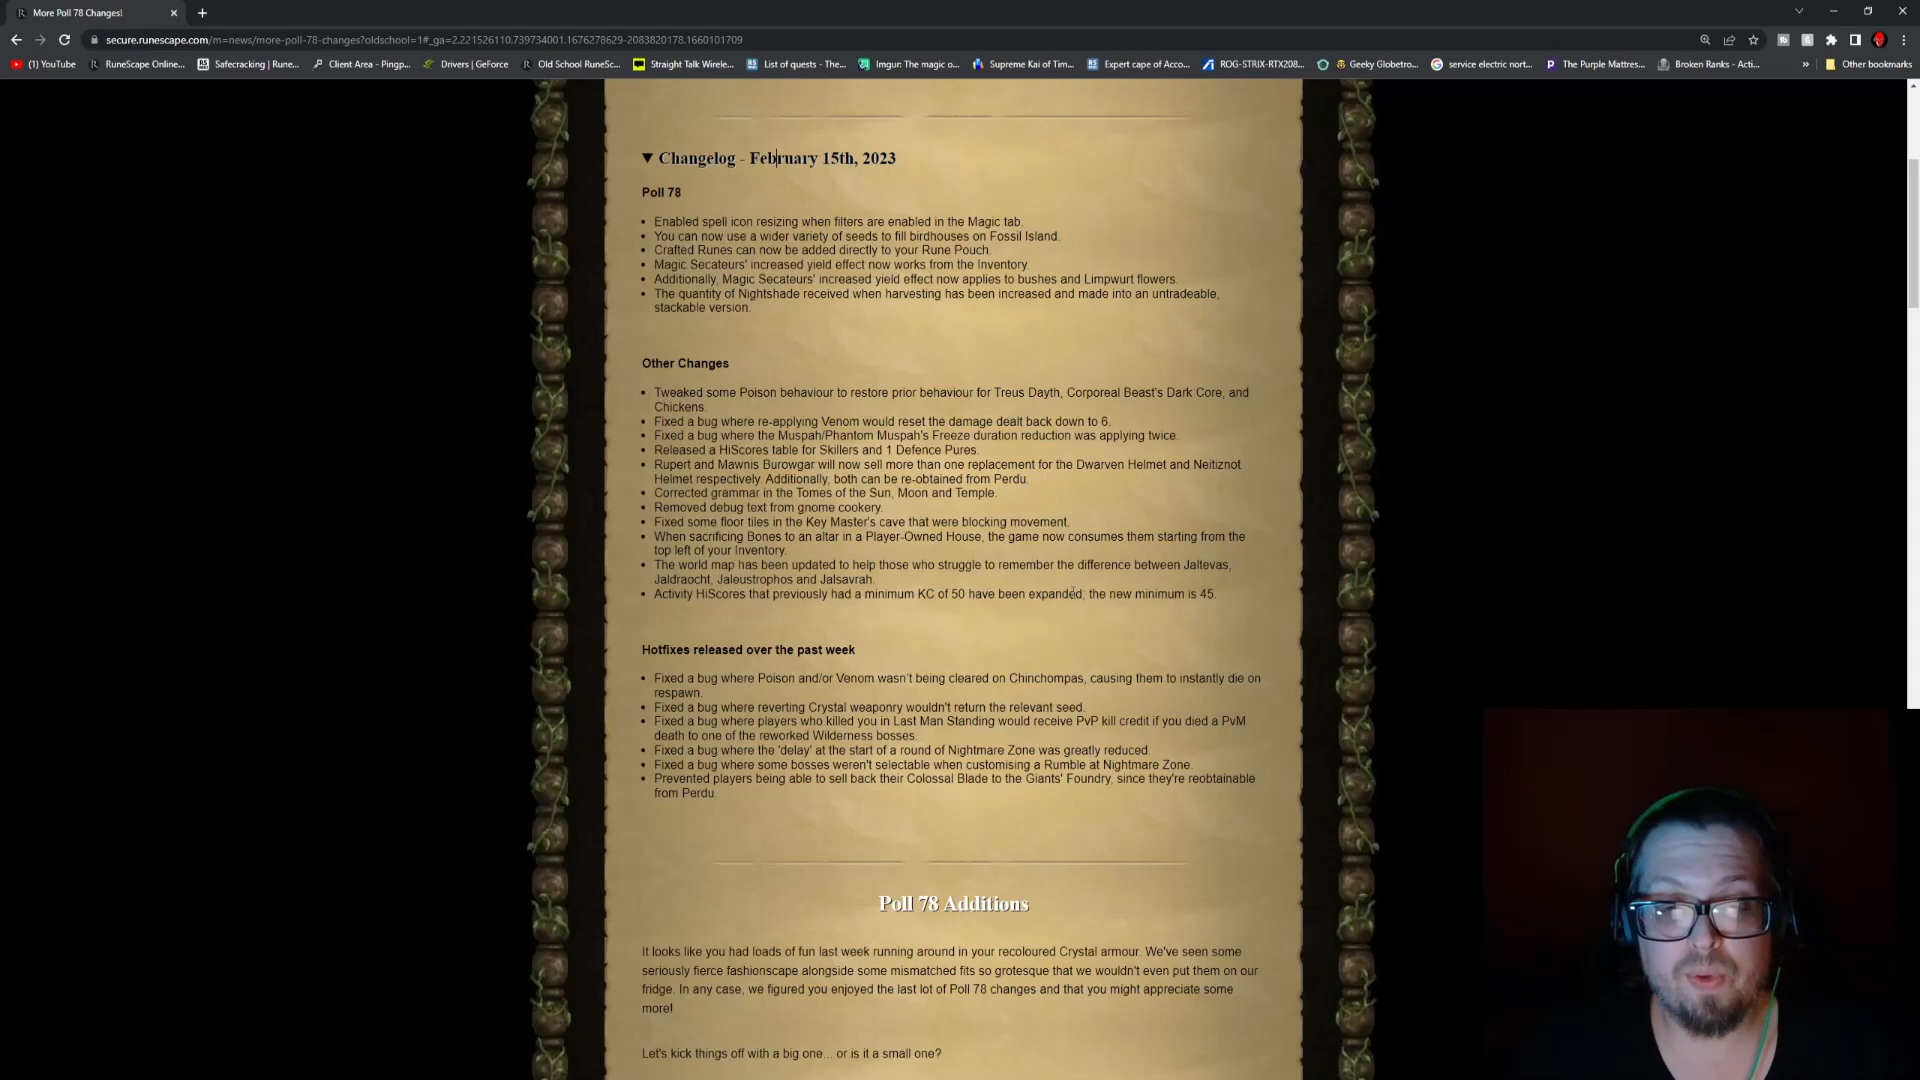 More Poll 78 Changes!
secure.runescape.com/m=news/more-poll-78-changes?oldschool=1#_ga=2.221526110.739734001.1676278629-2083820178.1660101709
(1) YouTube
RuneScape Online...
Safecracking | Rune...
Client Area - Pingp...
Drivers | GeForce
Old School RuneSc...
Straight Talk Wirele...
List of quests - The...
Imgur: The magic o...
Supreme Kai of Tim...
Expert cape of Acco...
ROG-STRIX-RTX208...
Geeky Globetro...
service electric nort...
The Purple Mattres...
Broken Ranks - Acti...
»
Other bookmarks
Changelog - February 15th, 2023
Poll 78
• Enabled spell icon resizing when filters are enabled in the Magic tab.
• You can now use a wider variety of seeds to fill birdhouses on Fossil Island.
• Crafted Runes can now be added directly to your Rune Pouch.
• Magic Secateurs' increased yield effect now works from the Inventory.
• Additionally, Magic Secateurs' increased yield effect now applies to bushes and Limpwurt flowers.
• The quantity of Nightshade received when harvesting has been increased and made into an untradeable,
stackable version.
Other Changes
• Tweaked some Poison behaviour to restore prior behaviour for Treus Dayth, Corporeal Beast's Dark Core, and
Chickens.
• Fixed a bug where re-applying Venom would reset the damage dealt back down to 6.
• Fixed a bug where the Muspah/Phantom Muspah's Freeze duration reduction was applying twice.
• Released a HiScores table for Skillers and 1 Defence Pures.
• Rupert and Mawnis Burowgar will now sell more than one replacement for the Dwarven Helmet and Neitiznot
Helmet respectively. Additionally, both can be re-obtained from Perdu.
• Corrected grammar in the Tomes of the Sun, Moon and Temple.
• Removed debug text from gnome cookery.
• Fixed some floor tiles in the Key Master's cave that were blocking movement.
• When sacrificing Bones to an altar in a Player-Owned House, the game now consumes them starting from the
top left of your Inventory.
• The world map has been updated to help those who struggle to remember the difference between Jaltevas,
Jaldraocht, Jaleustrophos and Jalsavrah.
• Activity HiScores that previously had a minimum KC of 50 have been expanded; the new minimum is 45.
Hotfixes released over the past week
• Fixed a bug where Poison and/or Venom wasn't being cleared on Chinchompas, causing them to instantly die on
respawn.
• Fixed a bug where reverting Crystal weaponry wouldn't return the relevant seed.
• Fixed a bug where players who killed you in Last Man Standing would receive PvP kill credit if you died a PvM
death to one of the reworked Wilderness bosses.
• Fixed a bug where the 'delay' at the start of a round of Nightmare Zone was greatly reduced.
• Fixed a bug where some bosses weren't selectable when customising a Rumble at Nightmare Zone.
• Prevented players being able to sell back their Colossal Blade to the Giants' Foundry, since they're reobtainable
from Perdu.
Poll 78 Additions
It looks like you had loads of fun last week running around in your recoloured Crystal armour. We've seen some
seriously fierce fashionscape alongside some mismatched fits so grotesque that we wouldn't even put them on our
fridge. In any case, we figured you enjoyed the last lot of Poll 78 changes and that you might appreciate some
more!
Let's kick things off with a big one... or is it a small one?